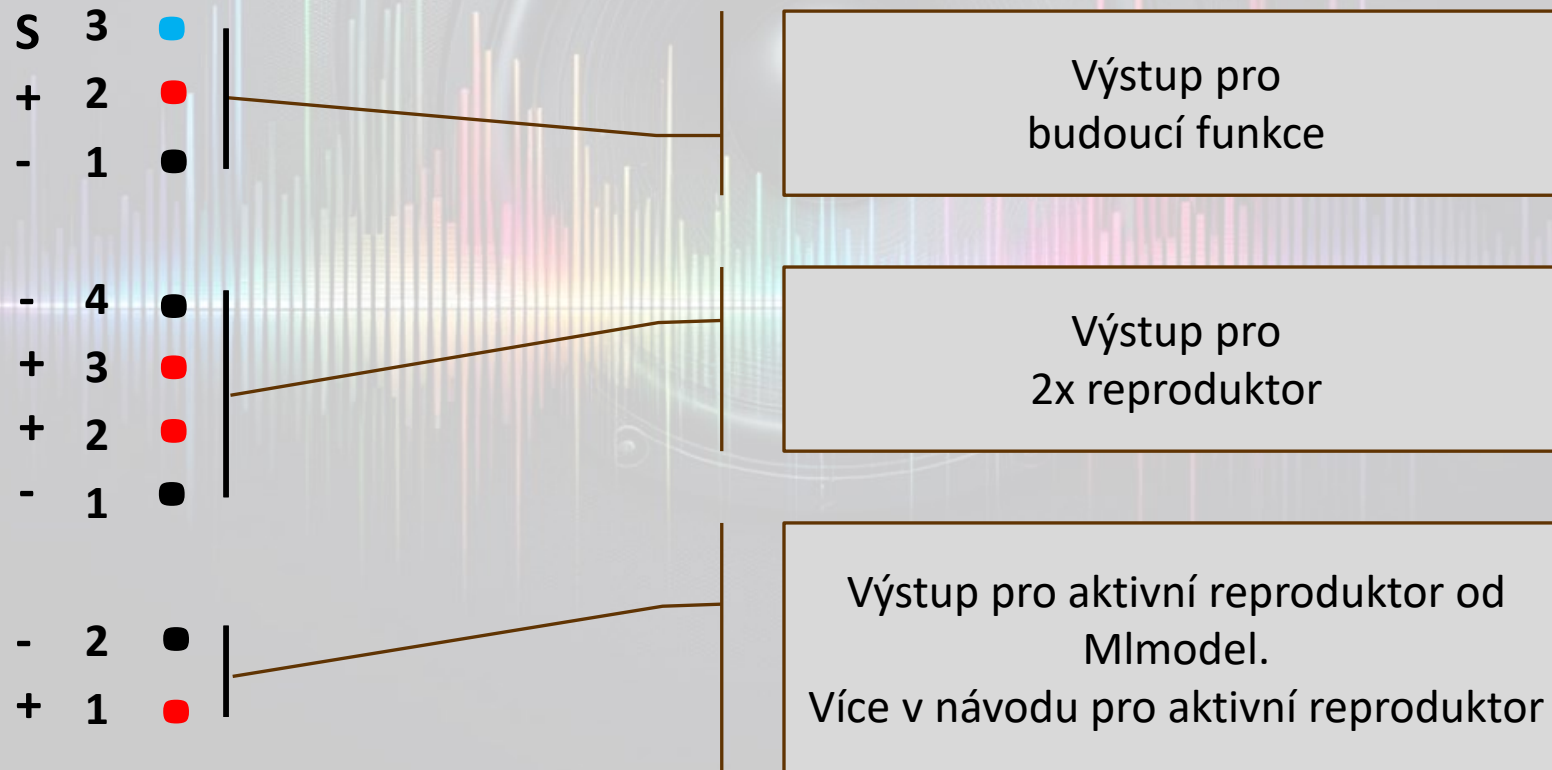 S 3
+ 2
- 1
Výstup pro
budoucí funkce
- 4
+ 3
+ 2
- 1
Výstup pro
2x reproduktor
- 2
+ 1
Výstup pro aktivní reproduktor od
Mlmodel.
Více v návodu pro aktivní reproduktor